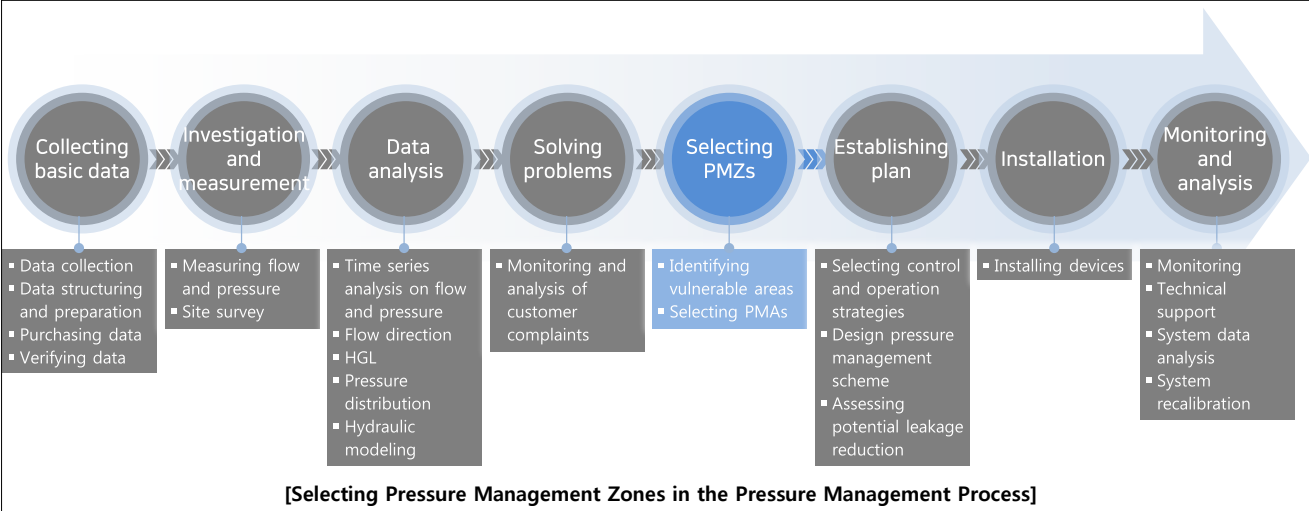 Collecting
basic data
Investigation
and
measurement
Data
analysis
Solving
problems
Selecting
PMZs
Establishing
plan
Installation
Monitoring
and
analysis
▪ Data collection
▪ Data structuring
and preparation
▪ Purchasing data
▪ Verifying data
▪ Measuring flow
and pressure
▪ Site survey
▪ Time series
analysis on flow
and pressure
▪ Flow direction
▪ HGL
▪ Pressure
distribution
▪ Hydraulic
modeling
▪ Monitoring and
analysis of
customer
complaints
▪ Identifying
vulnerable areas
▪ Selecting PMAs
▪ Selecting control
and operation
strategies
▪ Design pressure
management
scheme
▪ Assessing
potential leakage
reduction
▪ Installing devices
▪ Monitoring
▪ Technical
support
▪ System data
analysis
▪ System
recalibration
[Selecting Pressure Management Zones in the Pressure Management Process]